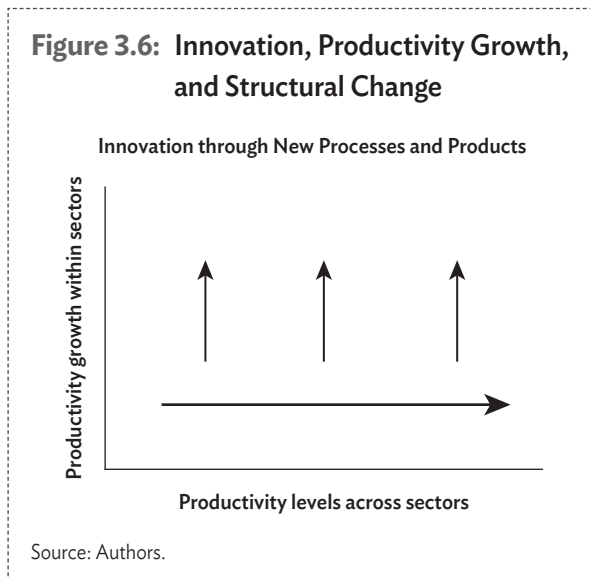 Figure 3.6: Innovation, Productivity Growth,
and Structural Change
Innovation through New Processes and Products
Productivity growth within sectors
Productivity levels across sectors
Source: Authors.